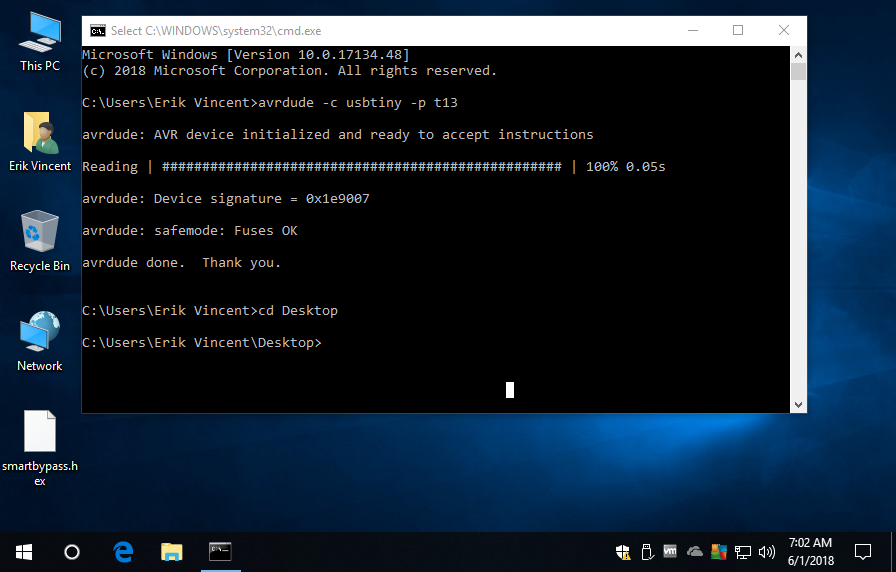 Select C:\WINDOWS\system32\cmd.exe
Microsoft Windows [Version 10.0.17134.48]
(c) 2018 Microsoft Corporation. All rights reserved.
C:\Users\Erik Vincent>avrdude -c usbtiny -p t13
avrdude: AVR device initialized and ready to accept instructions
Reading | ################################################## | 100% 0.05s
avrdude: Device signature = 0x1e9007
avrdude: safemode: Fuses OK
avrdude done.  Thank you.
C:\Users\Erik Vincent>cd Desktop
C:\Users\Erik Vincent\Desktop>
This PC
Erik Vincent
Recycle Bin
Network
smartbypass.h
ex
7:02 AM
6/1/2018